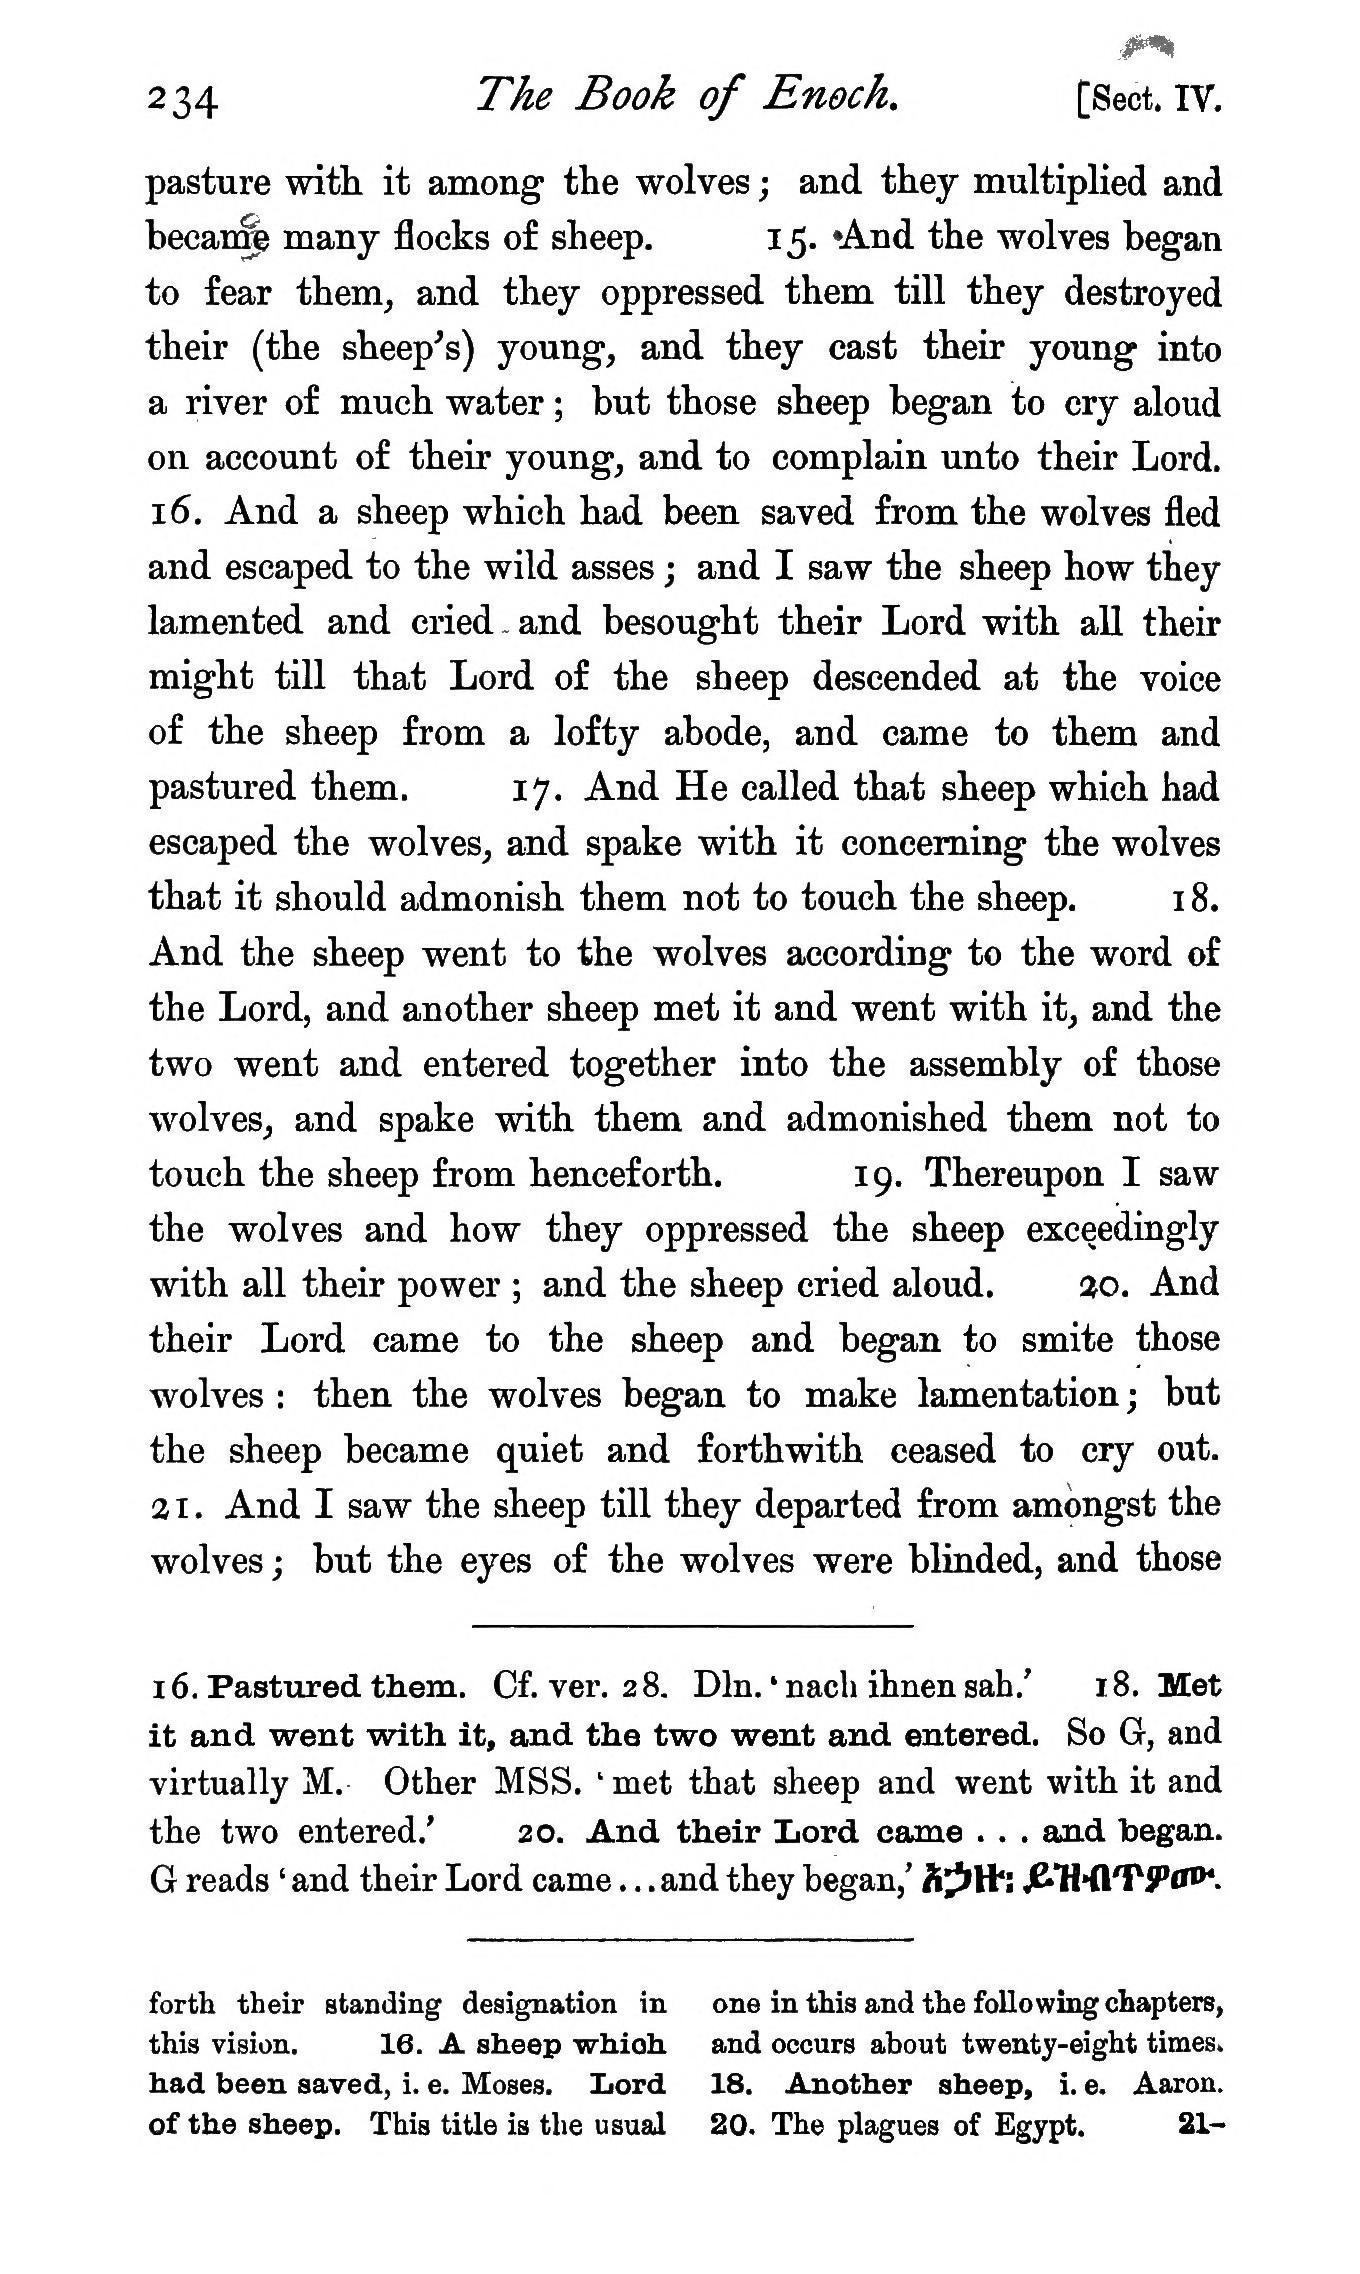 234 The Book of Enoch. [Sect. IV.
pasture with it among the wolves; and they multiplied and
became many flocks of sheep. 15. And the wolves began
to fear them, and they oppressed them till they destroyed
their (the sheep's) young, and they cast their young into
a river of much water; but those sheep began to cry aloud
on account of their young, and to complain unto their Lord.
16. And a sheep which had been saved from the wolves fled
and escaped to the wild asses; and I saw the sheep how they
lamented and cried and besought their Lord with all their
might till that Lord of the sheep descended at the voice
of the sheep from a lofty abode, and came to them and
pastured them. 17. And He called that sheep which had
escaped the wolves, and spake with it concerning the wolves
that it should admonish them not to touch the sheep. 18.
And the sheep went to the wolves according to the word of
the Lord, and another sheep met it and went with it, and the
two went and entered together into the assembly of those
wolves, and spake with them and admonished them not to
touch the sheep from henceforth. 19. Thereupon I saw
the wolves and how they oppressed the sheep exceedingly
with all their power; and the sheep cried aloud. 20. And
their Lord came to the sheep and began to smite those
wolves: then the wolves began to make lamentation; but
the sheep became quiet and forthwith ceased to cry out.
21. And I saw the sheep till they departed from amongst the
wolves; but the eyes of the wolves were blinded, and those
16. Pastured them. Cf. ver. 28. Dln. 'nach ihnen sah.' 18. Met
it and went with it, and the two went and entered. So G, and
virtually M. Other MSS. 'met that sheep and went with it and
the two entered.' 20. And their Lord came . . . and began.
G reads 'and their Lord came ... and they began,' አኃዙ፡ ይዝብጥዎሙ.
forth their standing designation in
this vision. 16. A sheep which
had been saved, i. e. Moses. Lord
of the sheep. This title is the usual
one in this and the following chapters,
and occurs about twenty-eight times.
18. Another sheep, i. e. Aaron.
20. The plagues of Egypt. 21-